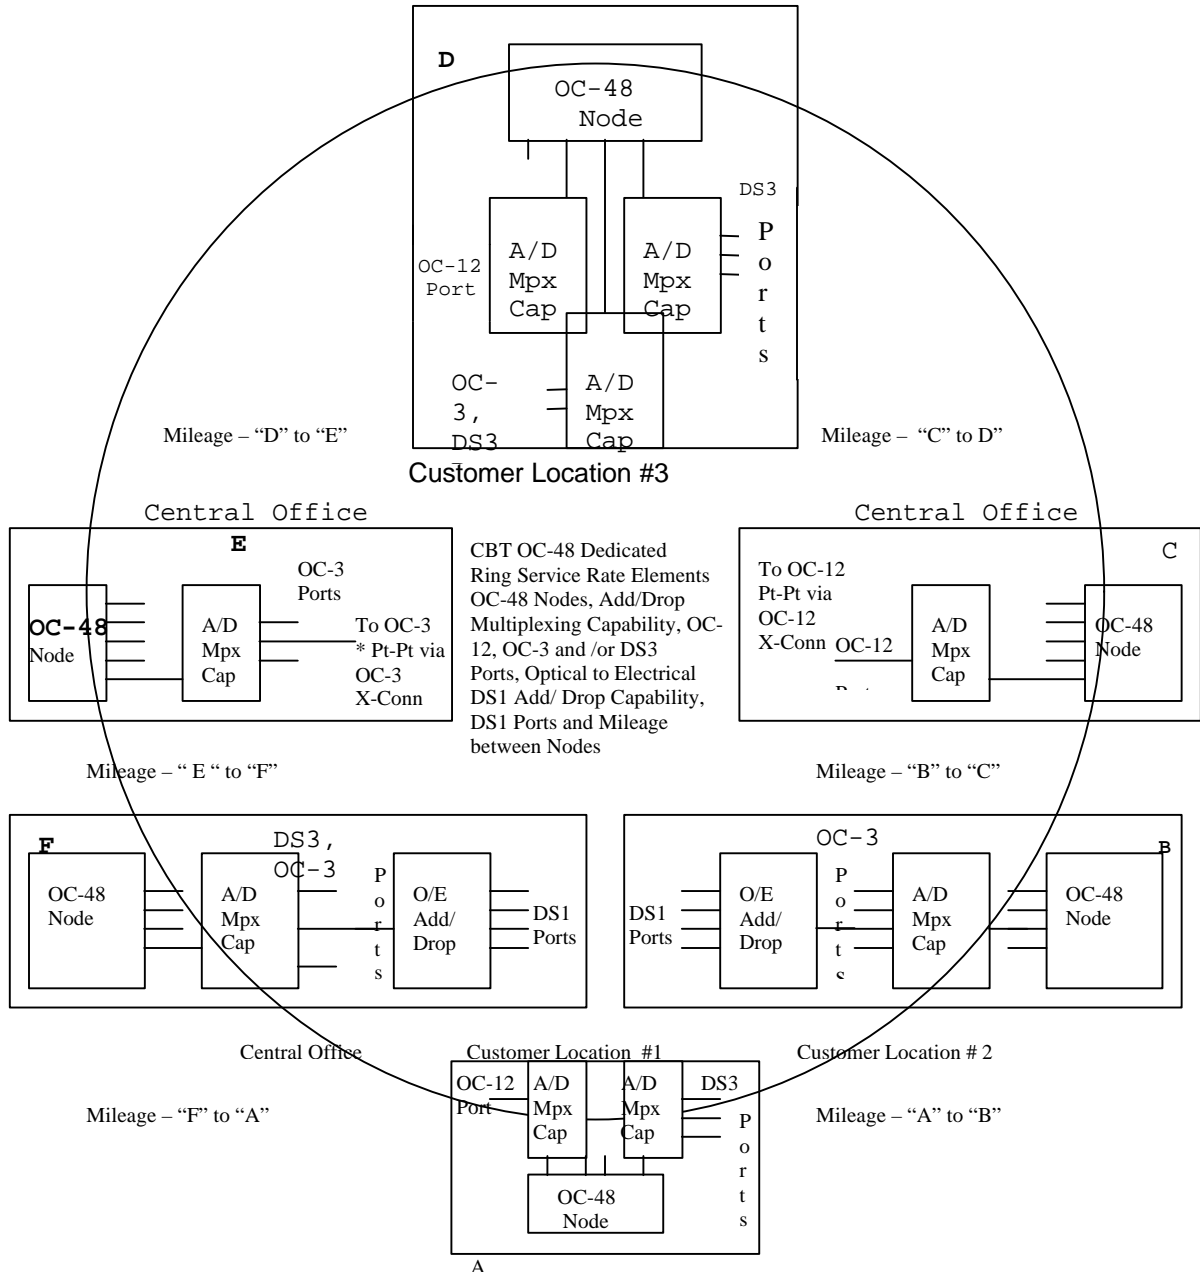 D
OC-48
Node
DS3
P
o
r
t
s
A/D
Mpx
Cap
A/D
Mpx
Cap
OC-12
Port
OC-
3,
DS3
A/D
Mpx
Cap
Mileage – “D” to “E”
Mileage –  “C” to D”
Customer Location #3
Central Office
E
OC-48
Node
A/D
Mpx
Cap
OC-3
Ports
To OC-3
* Pt-Pt via
OC-3
X-Conn
CBT OC-48 Dedicated
Ring Service Rate Elements
OC-48 Nodes, Add/Drop
Multiplexing Capability, OC-
12, OC-3 and /or DS3
Ports, Optical to Electrical
DS1 Add/ Drop Capability,
DS1 Ports and Mileage
between Nodes
Central Office
C
To OC-12
Pt-Pt via
OC-12
X-Conn
OC-12
A/D
Mpx
Cap
OC-48
Node
Mileage – “ E “ to “F”
Mileage – “B” to “C”
F
OC-48
Node
DS3,
OC-3
A/D
Mpx
Cap
P
o
r
t
s
O/E
Add/
Drop
DS1
Ports
OC-3
B
DS1
Ports
O/E
Add/
Drop
P
o
r
t
s
A/D
Mpx
Cap
OC-48
Node
Central Office
Customer Location  #1
Customer Location # 2
OC-12
Port
A/D
Mpx
Cap
A/D
Mpx
Cap
DS3
P
o
r
t
s
Mileage – “F” to “A”
Mileage – “A” to “B”
OC-48
Node
A